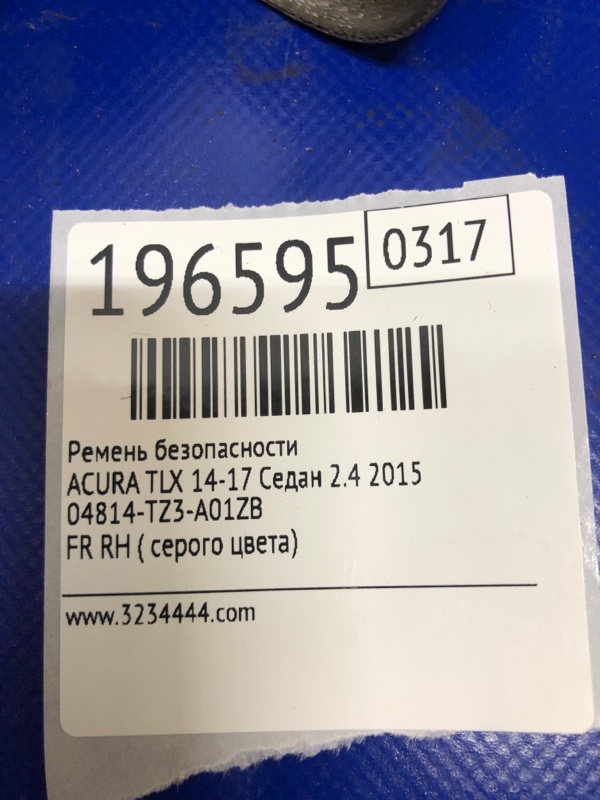 196595 0317
Ремень безопасности
ACURA TLX 14-17 Седан 2.4 2015
04814-TZ3-A01ZB
FR RH ( серого цвета)
www.3234444.com